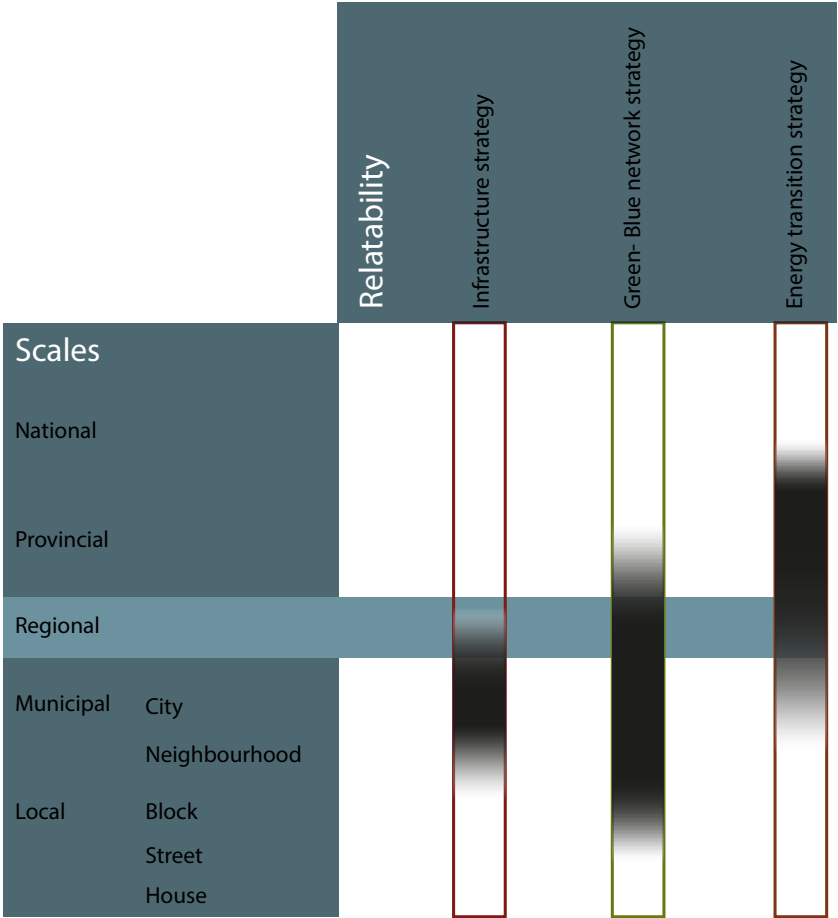 Relatability
Infrastructure strategy
Green- Blue network strategy
Energy transition strategy
Scales
National
Provincial
Regional
Municipal City
Neighbourhood
Local Block
Street
House